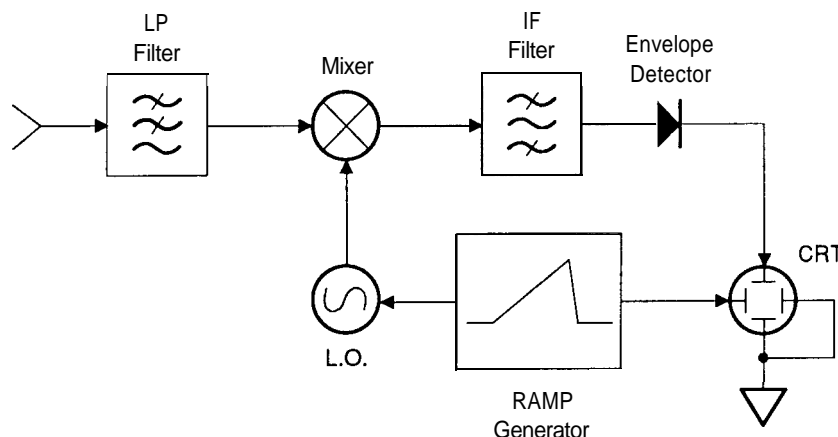 LP
Filter
Mixer
IF
Filter
Envelope
Detector
CRT
L.O.
RAMP
Generator